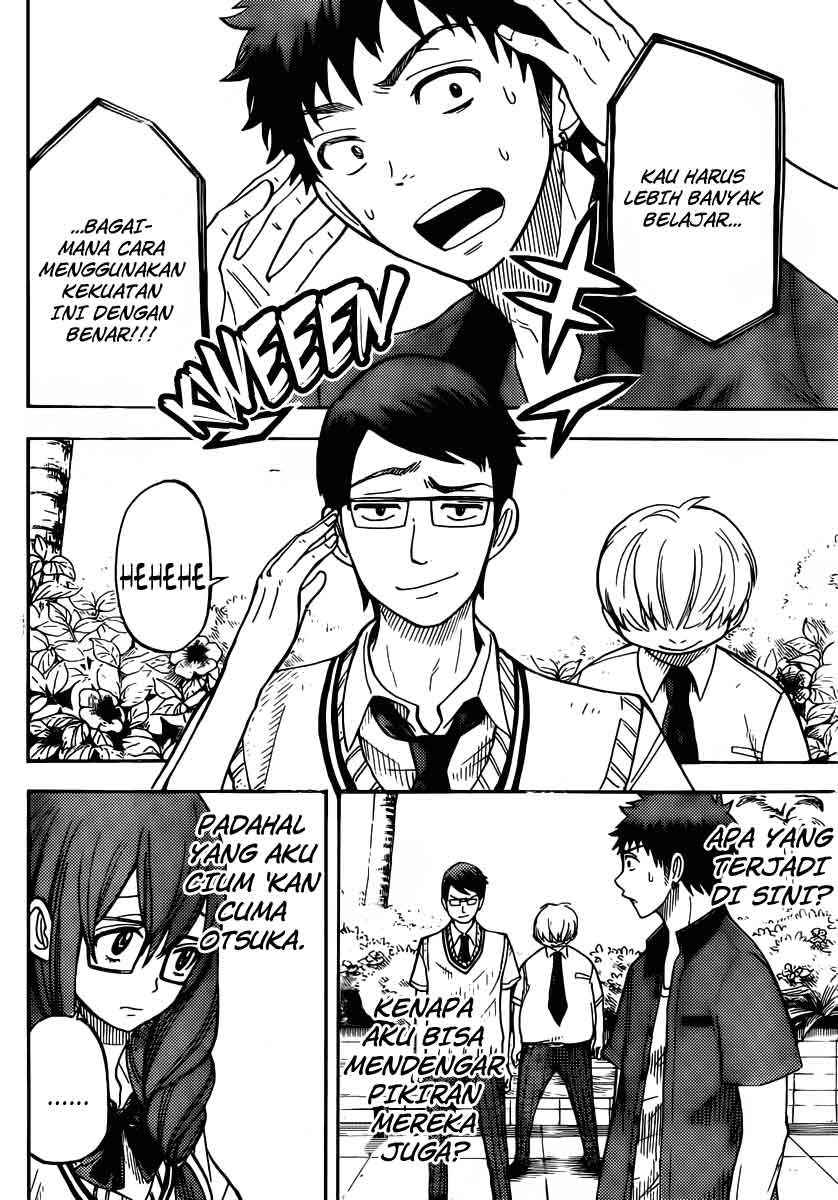 KAU HARUS
LEBIH BANYAK
BELAJAR...
...BAGAI-
MANA CARA
MENGGUNAKAN
KEKUATAN
INI DENGAN
BENAR!!!
KWEEEN
HEHEHE
APA YANG
TERJADI
DI SINI?
KENAPA
AKU BISA
MENDENGAR
PIKIRAN
MEREKA
JUGA?
PADAHAL
YANG AKU
CIUM 'KAN
CUMA
OTSUKA.
......